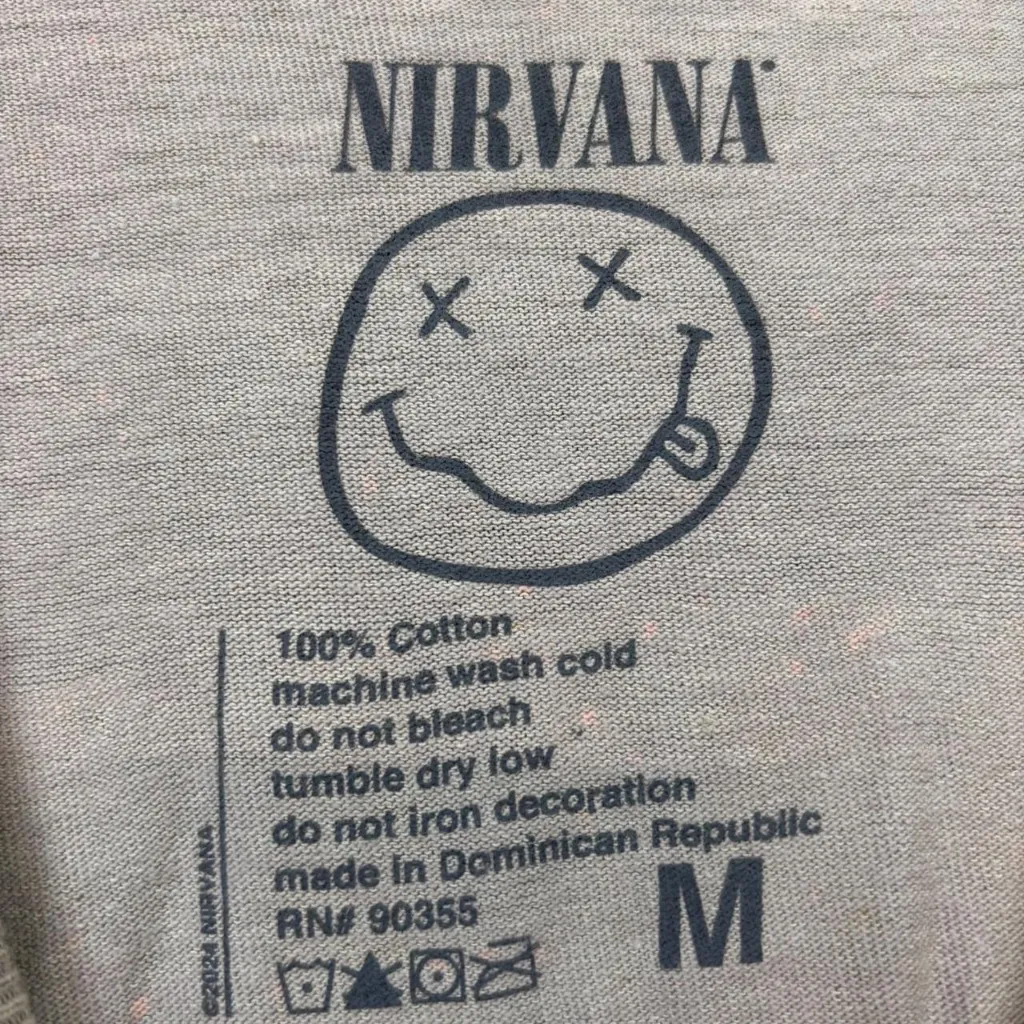 NIRVANA
100% Cotton
machine wash cold
do not bleach
tumble dry low
do not iron decoration
made in Dominican Republic
RN# 90355
M
©2024 NIRVANA